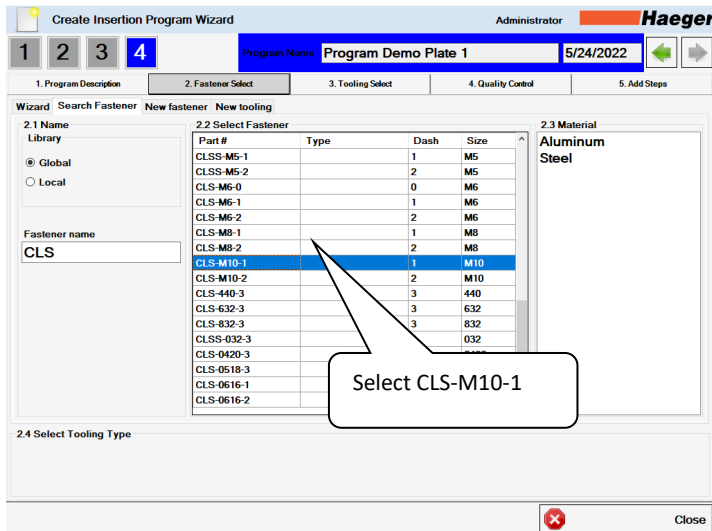 Create Insertion Program Wizard Administrator Haeger
1 2 3 4 Program Name Program Demo Plate 1 5/24/2022
1. Program Description 2. Fastener Select 3. Tooling Select 4. Quality Control 5. Add Steps
Wizard Search Fastener New fastener New tooling
2.1 Name
Library
Global
Local
Fastener name
CLS
2.2 Select Fastener
Part # Type Dash Size
CLSS-M5-1 1 M5
CLSS-M5-2 2 M5
CLS-M6-0 0 M6
CLS-M6-1 1 M6
CLS-M6-2 2 M6
CLS-M8-1 1 M8
CLS-M8-2 2 M8
CLS-M10-1 1 M10
CLS-M10-2 2 M10
CLS-440-3 3 440
CLS-632-3 3 632
CLS-832-3 3 832
CLSS-032-3 032
CLS-0420-3
CLS-0518-3
CLS-0616-1
CLS-0616-2
Select CLS-M10-1
2.3 Material
Aluminum
Steel
2.4 Select Tooling Type
Close